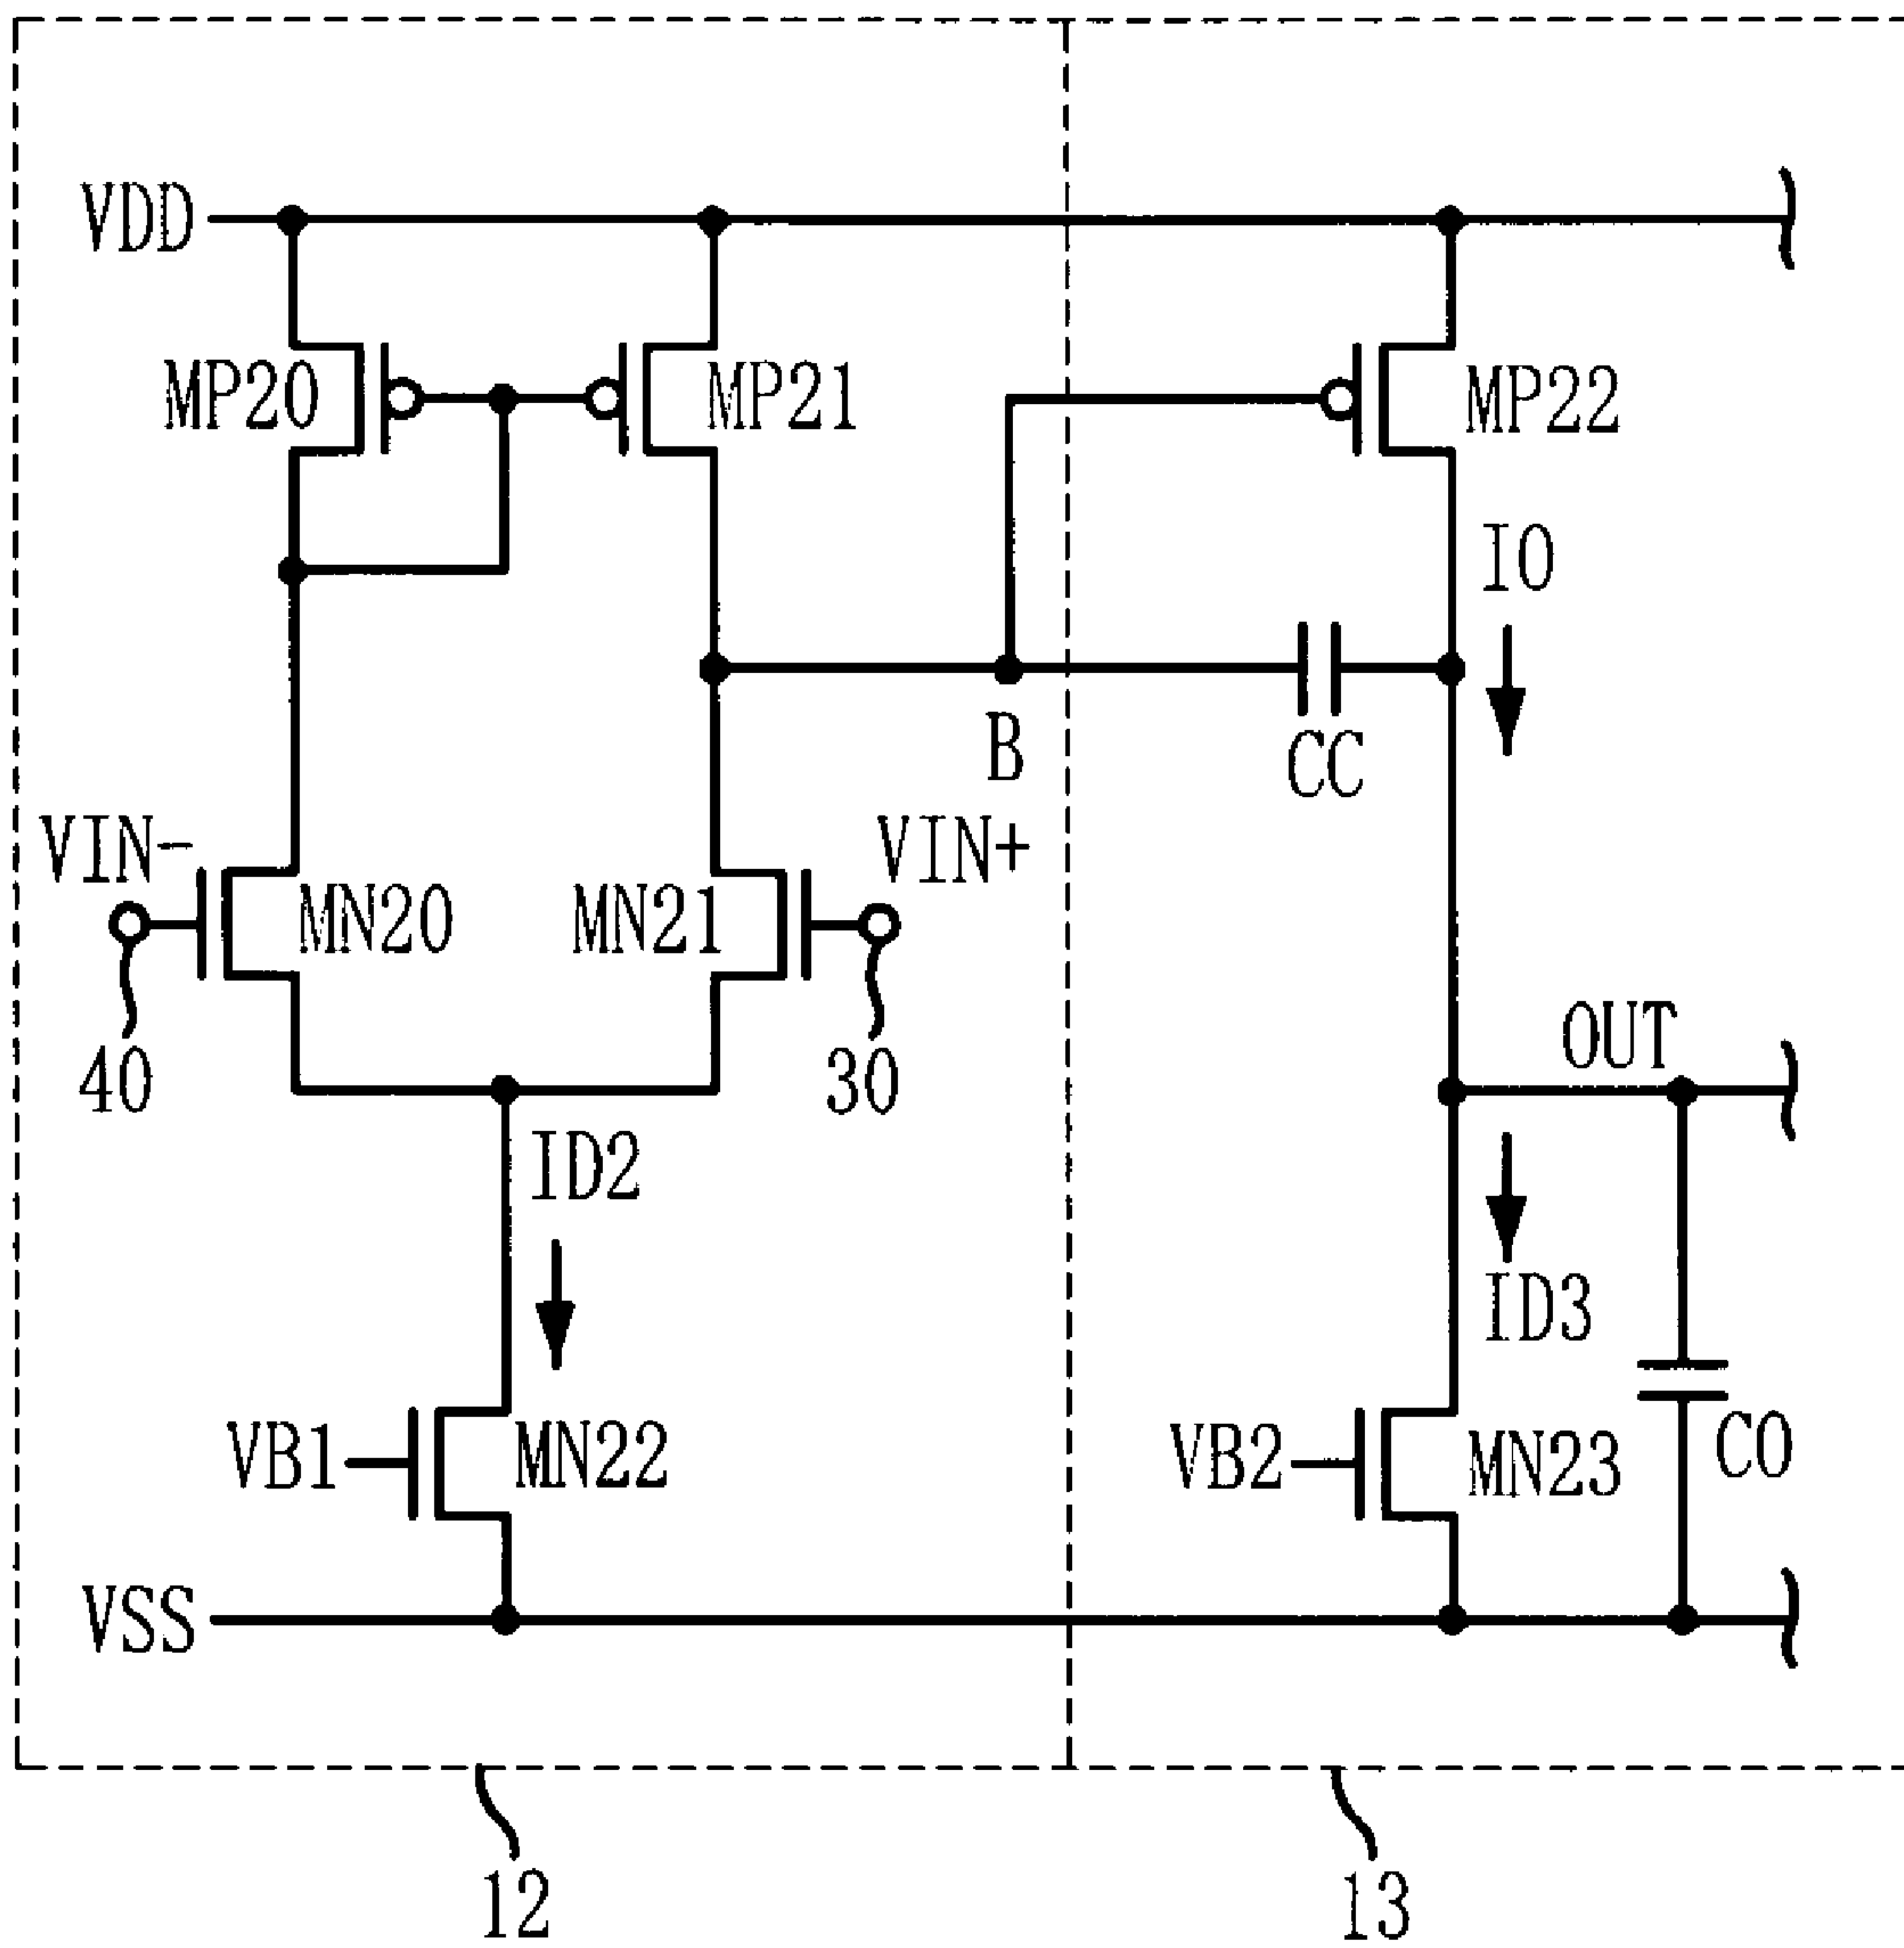 VDD
MP20
MP21
MP22
IO
B
CC
VIN-
VIN+
MN20
MN21
40
30
OUT
ID2
ID3
VB1
MN22
VB2
MN23
CO
VSS
12
13